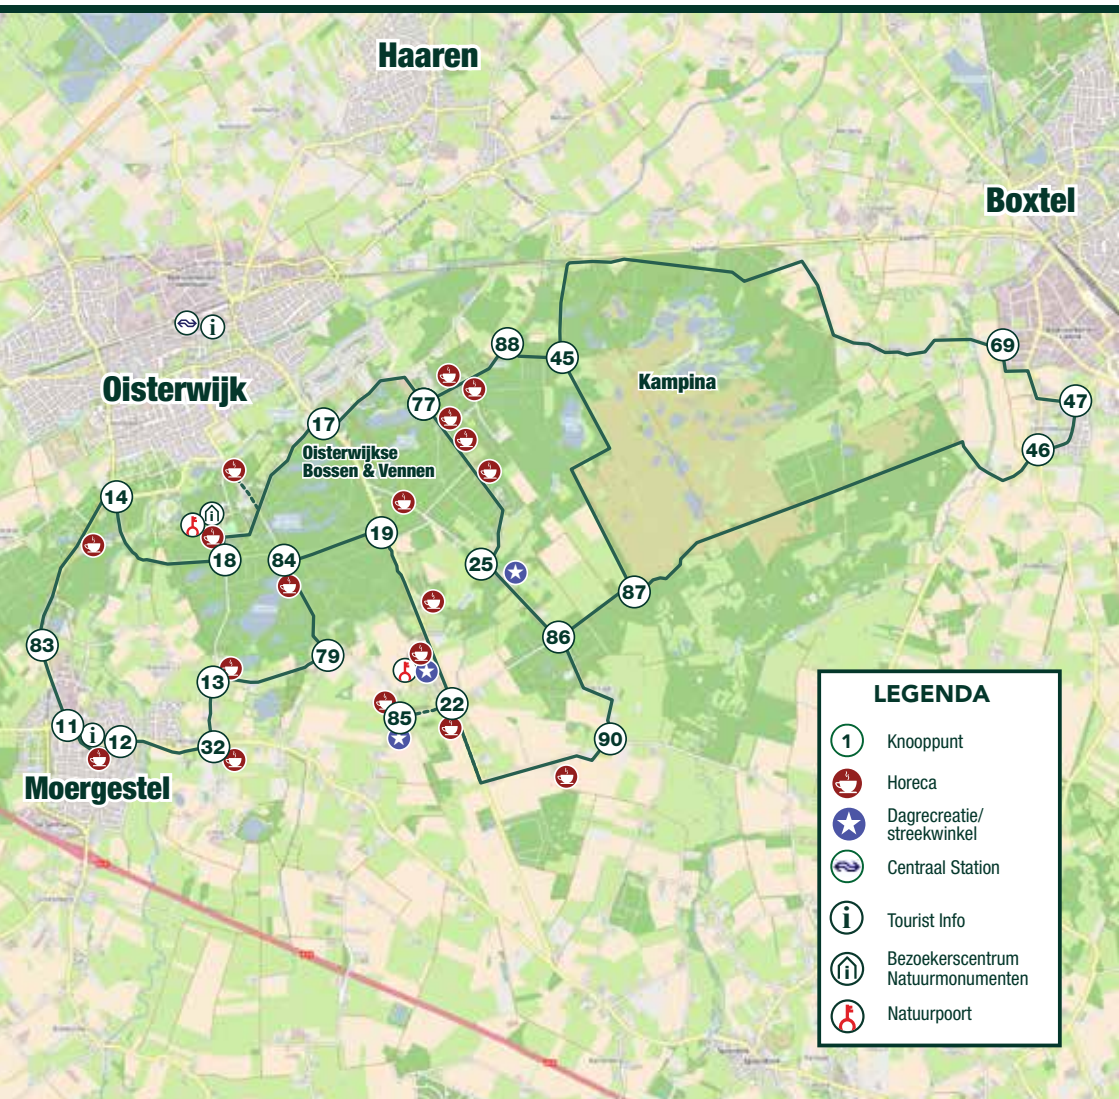 Haaren
Boxtel
88
45
69
Kampina
Oisterwijk
77
47
17
46
Oisterwijkse
Bossen & Vennen
14
19
18
84
25
87
83
86
79
13
22
11
85
12
32
90
Moergestel
LEGENDA
1 Knooppunt
Horeca
Dagrecreatie/
streekwinkel
Centraal Station
i Tourist Info
Bezoekerscentrum
Natuurmonumenten
Natuurpoort